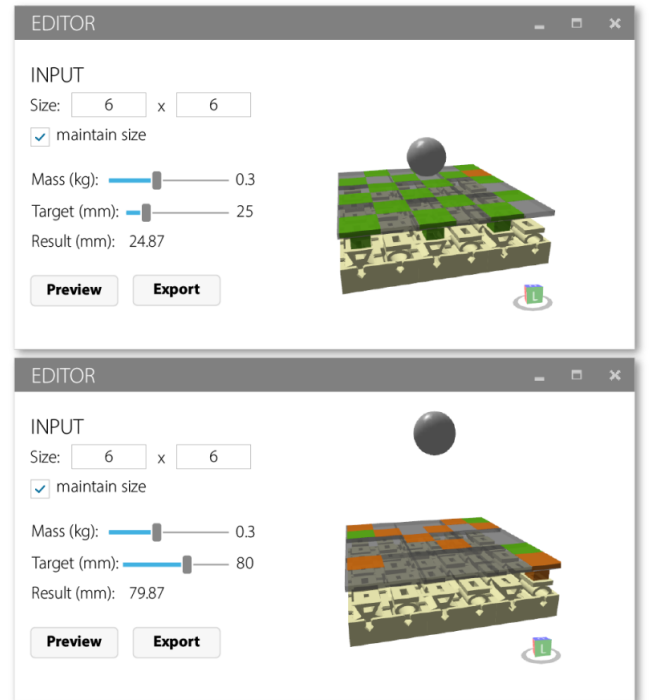 EDITOR
INPUT
Size: 6 x 6
maintain size
Mass (kg): 0.3
Target (mm): 25
Result (mm): 24.87
Preview Export
L
EDITOR
INPUT
Size: 6 x 6
maintain size
Mass (kg): 0.3
Target (mm): 80
Result (mm): 79.87
Preview Export
L